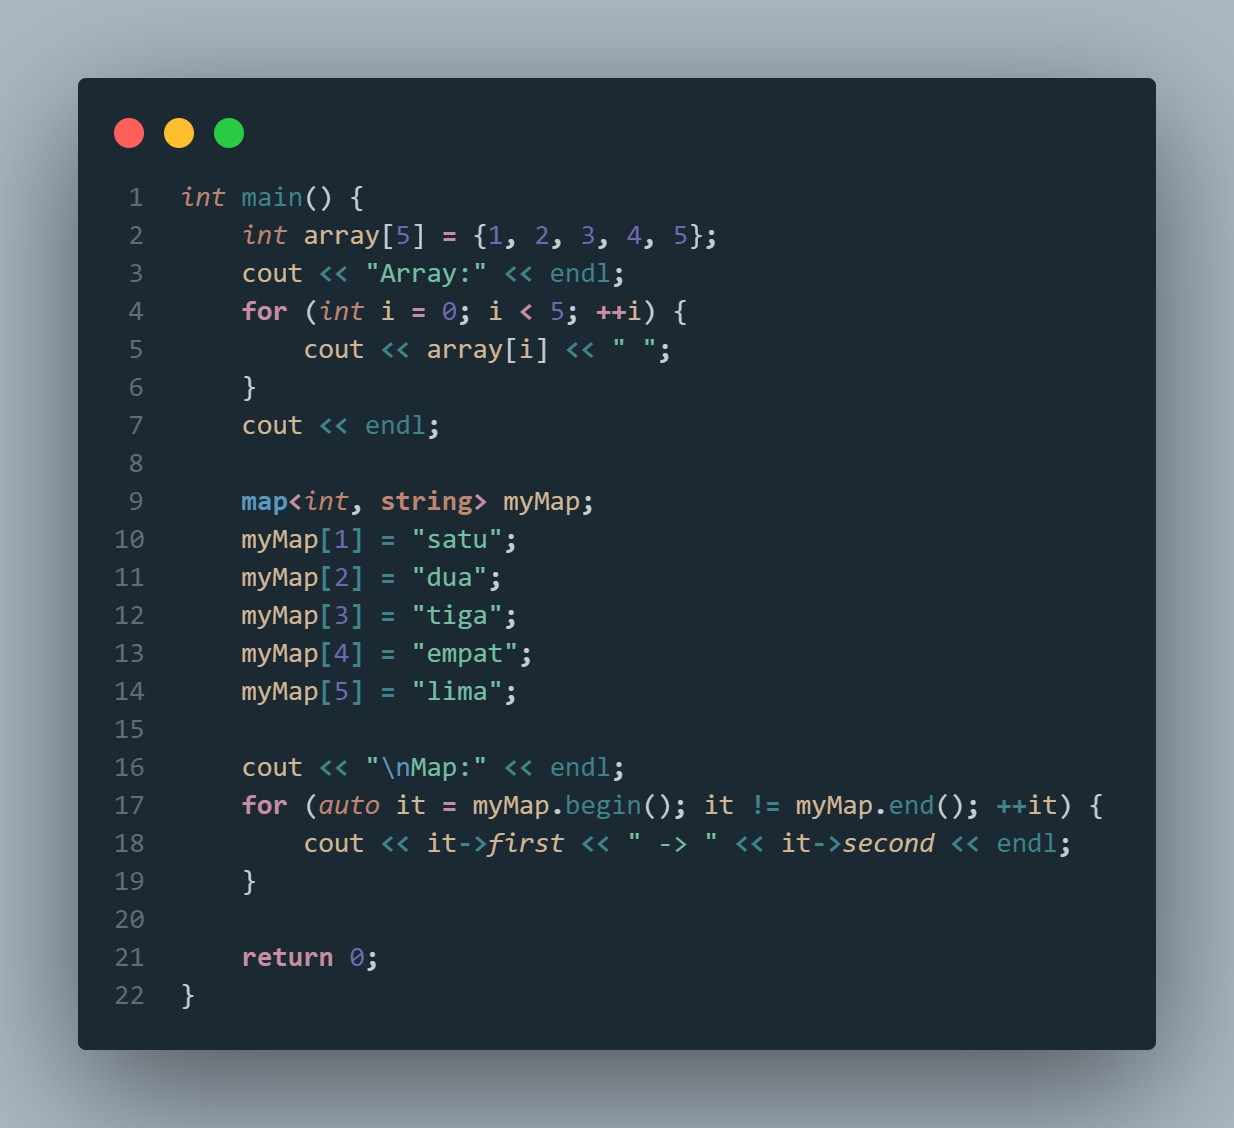 1 int main() {
2     int array[5] = {1, 2, 3, 4, 5};
3     cout << "Array:" << endl;
4     for (int i = 0; i < 5; ++i) {
5         cout << array[i] << " ";
6     }
7     cout << endl;
8
9     map<int, string> myMap;
10     myMap[1] = "satu";
11     myMap[2] = "dua";
12     myMap[3] = "tiga";
13     myMap[4] = "empat";
14     myMap[5] = "lima";
15
16     cout << "\nMap:" << endl;
17     for (auto it = myMap.begin(); it != myMap.end(); ++it) {
18         cout << it->first << " -> " << it->second << endl;
19     }
20
21     return 0;
22 }